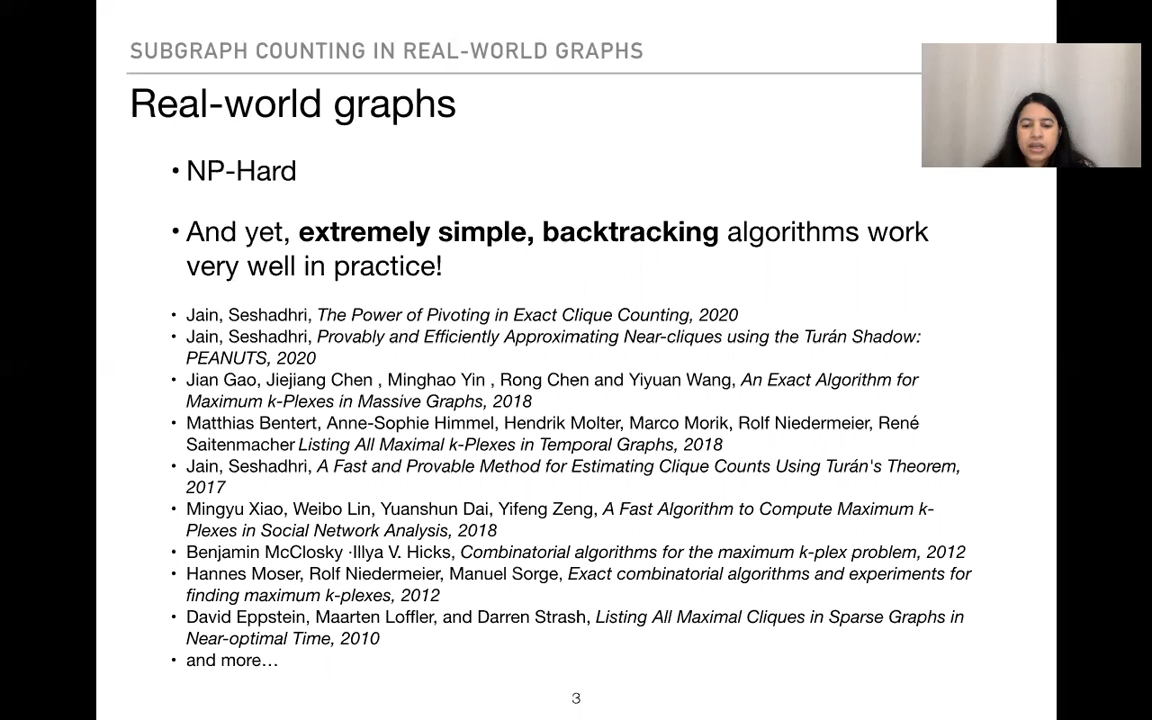 SUBGRAPH COUNTING IN REAL-WORLD GRAPHS
Real-world graphs
• NP-Hard
• And yet, extremely simple, backtracking algorithms work
very well in practice!
• Jain, Seshadhri, The Power of Pivoting in Exact Clique Counting, 2020
• Jain, Seshadhri, Provably and Efficiently Approximating Near-cliques using the Turán Shadow:
PEANUTS, 2020
• Jian Gao, Jiejiang Chen , Minghao Yin , Rong Chen and Yiyuan Wang, An Exact Algorithm for
Maximum k-Plexes in Massive Graphs, 2018
• Matthias Bentert, Anne-Sophie Himmel, Hendrik Molter, Marco Morik, Rolf Niedermeier, René
Saitenmacher Listing All Maximal k-Plexes in Temporal Graphs, 2018
• Jain, Seshadhri, A Fast and Provable Method for Estimating Clique Counts Using Turán's Theorem,
2017
• Mingyu Xiao, Weibo Lin, Yuanshun Dai, Yifeng Zeng, A Fast Algorithm to Compute Maximum k-
Plexes in Social Network Analysis, 2018
• Benjamin McClosky ·Illya V. Hicks, Combinatorial algorithms for the maximum k-plex problem, 2012
• Hannes Moser, Rolf Niedermeier, Manuel Sorge, Exact combinatorial algorithms and experiments for
finding maximum k-plexes, 2012
• David Eppstein, Maarten Loffler, and Darren Strash, Listing All Maximal Cliques in Sparse Graphs in
Near-optimal Time, 2010
• and more…
3